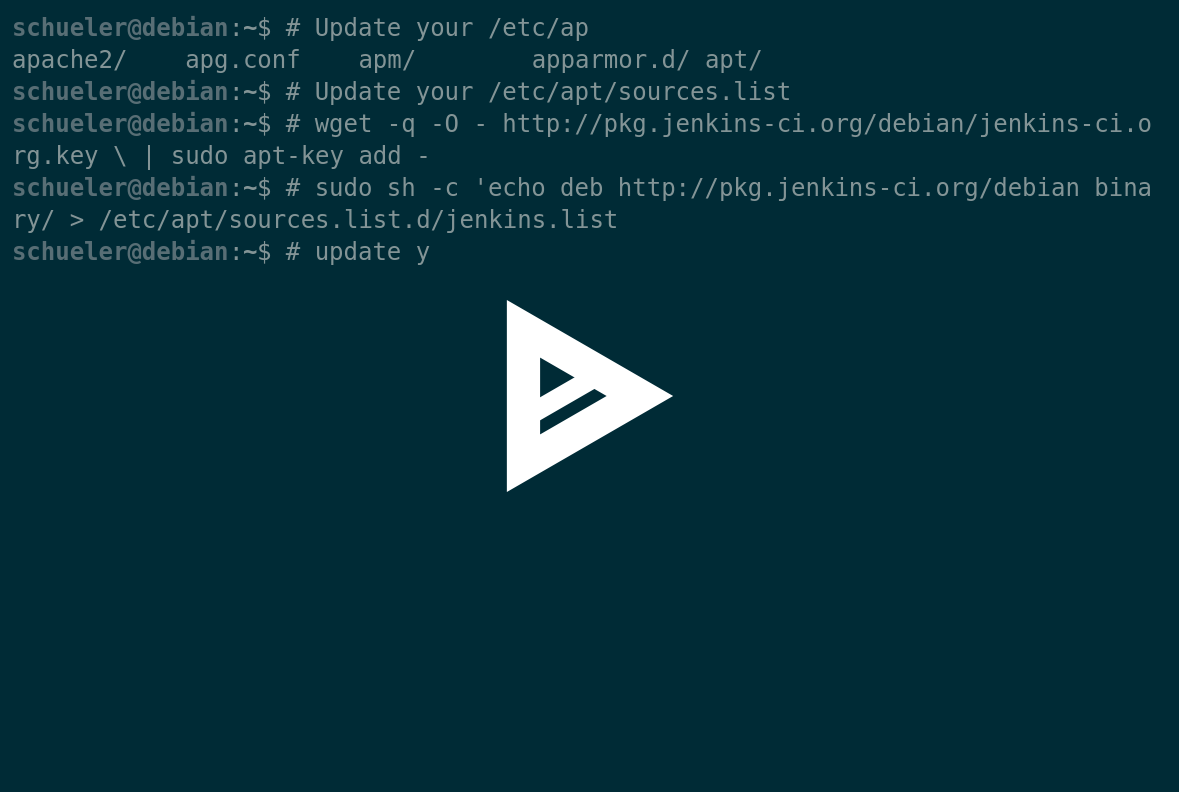 schueler@debian:~$ # Update your /etc/ap
apache2/    apg.conf    apm/        apparmor.d/ apt/
schueler@debian:~$ # Update your /etc/apt/sources.list
schueler@debian:~$ # wget -q -O - http://pkg.jenkins-ci.org/debian/jenkins-ci.o
rg.key \ | sudo apt-key add -
schueler@debian:~$ # sudo sh -c 'echo deb http://pkg.jenkins-ci.org/debian bina
ry/ > /etc/apt/sources.list.d/jenkins.list
schueler@debian:~$ # update y